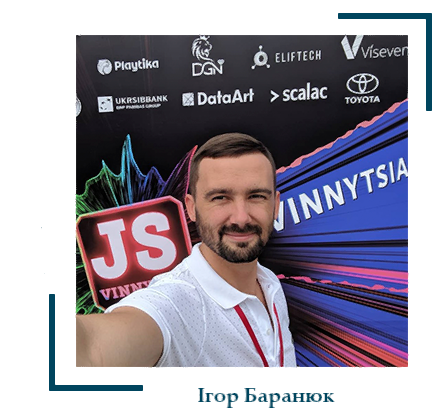 Playtika
DGN
ELIFTECH
Viseven
UKRSIBBANK
BNP PARIBAS GROUP
DataArt
scalac
TOYOTA
JS
VINNYTSIA
Ігор Баранюк